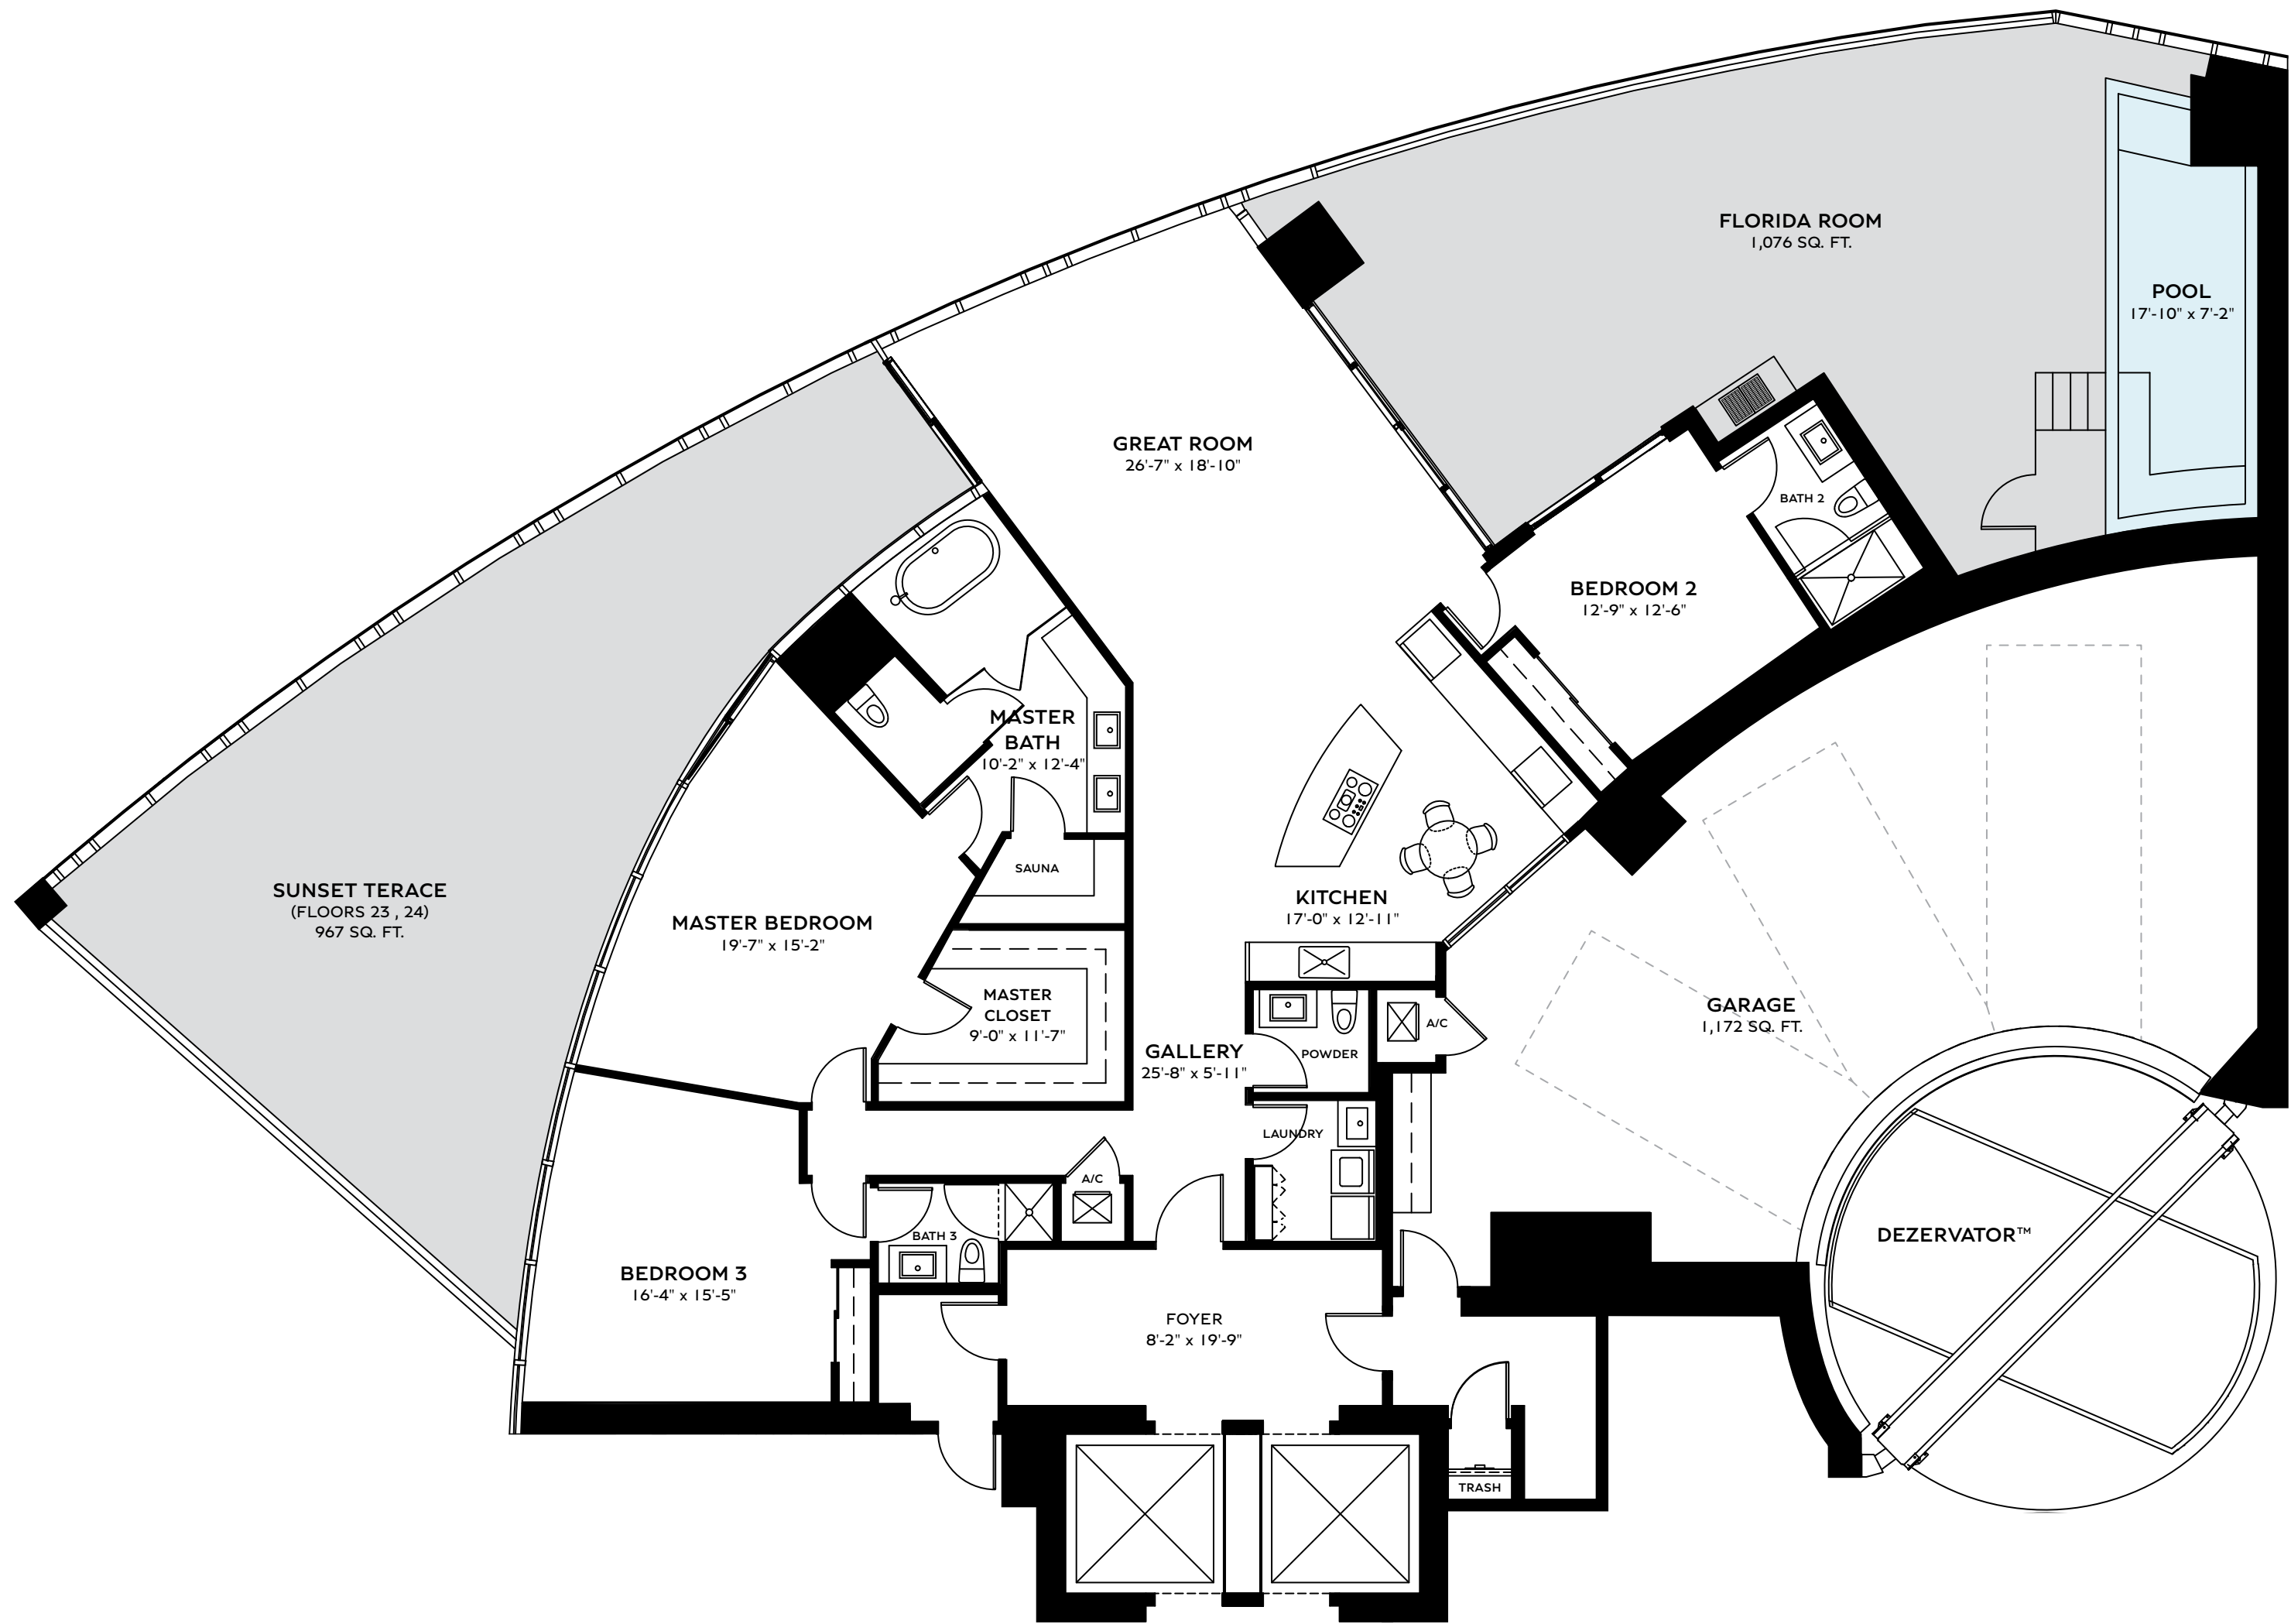 FLORIDA ROOM
1,076 SQ. FT.
POOL
17'-10" x 7'-2"
GREAT ROOM
26'-7" x 18'-10"
BATH 2
BEDROOM 2
12'-9" x 12'-6"
MASTER
BATH
10'-2" x 12'-4"
SAUNA
SUNSET TERACE
(FLOORS 23 , 24)
967 SQ. FT.
MASTER BEDROOM
19'-7" x 15'-2"
KITCHEN
17'-0" x 12'-11"
MASTER
CLOSET
9'-0" x 11'-7"
GARAGE
1,172 SQ. FT.
A/C
GALLERY
25'-8" x 5'-11"
POWDER
LAUNDRY
A/C
BATH 3
DEZERVATOR™
BEDROOM 3
16'-4" x 15'-5"
FOYER
8'-2" x 19'-9"
TRASH